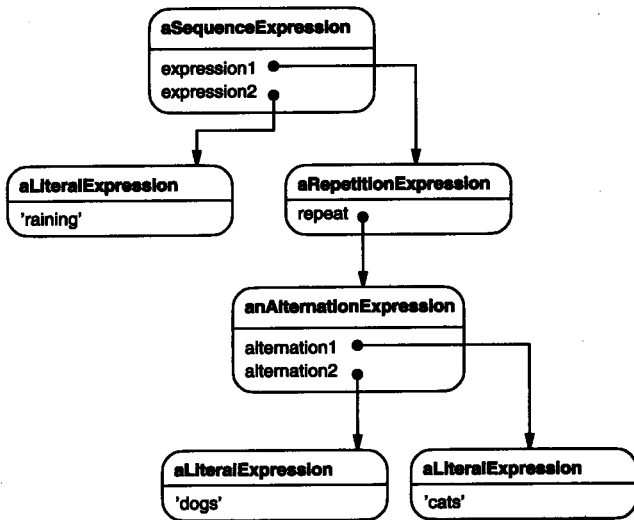 aSequenceExpression
expression1
expression2
aLiteralExpression
'raining'
aRepetitionExpression
repeat
anAlternationExpression
alternation1
alternation2
aLiteralExpression
'dogs'
aLiteralExpression
'cats'